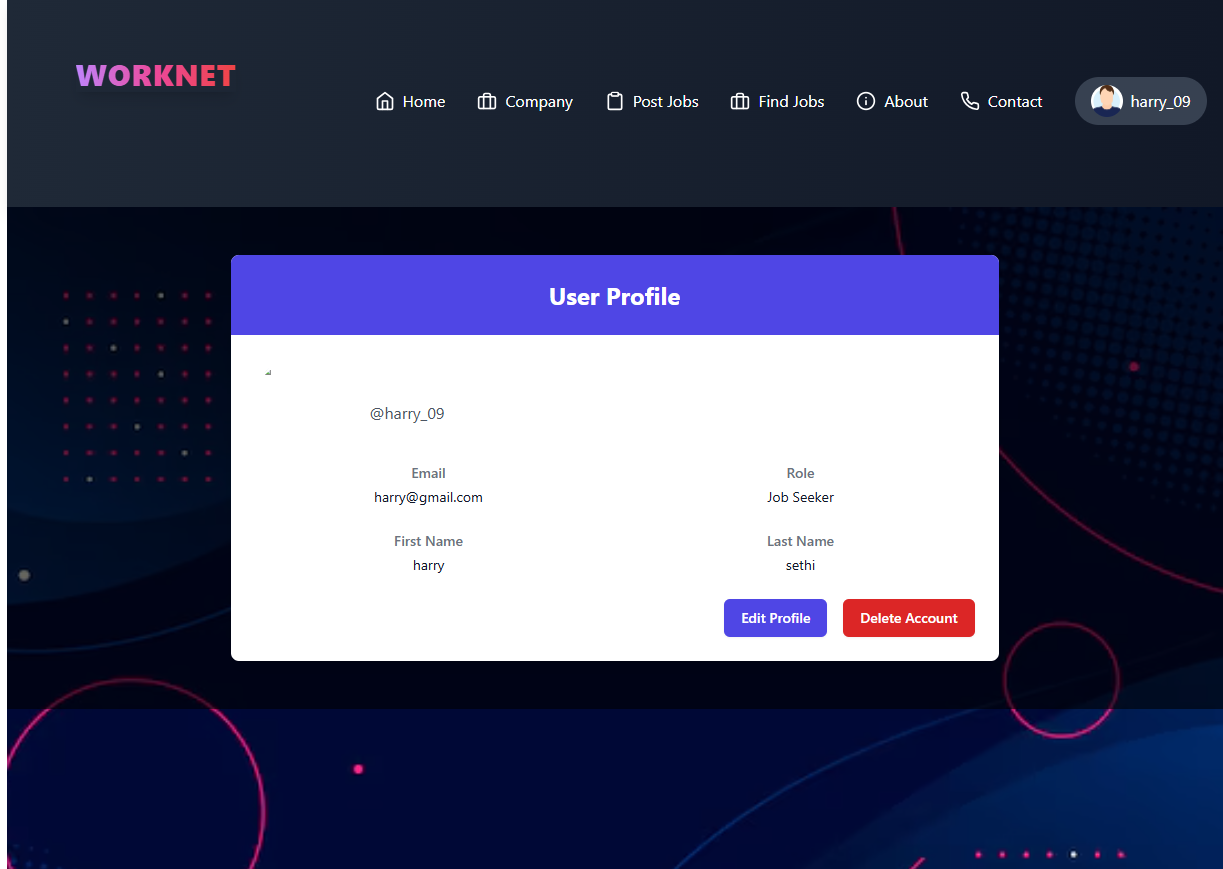 WORKNET
Home Company Post Jobs Find Jobs About Contact harry_09
User Profile
@harry_09
Email Role
harry@gmail.com Job Seeker
First Name Last Name
harry sethi
Edit Profile Delete Account